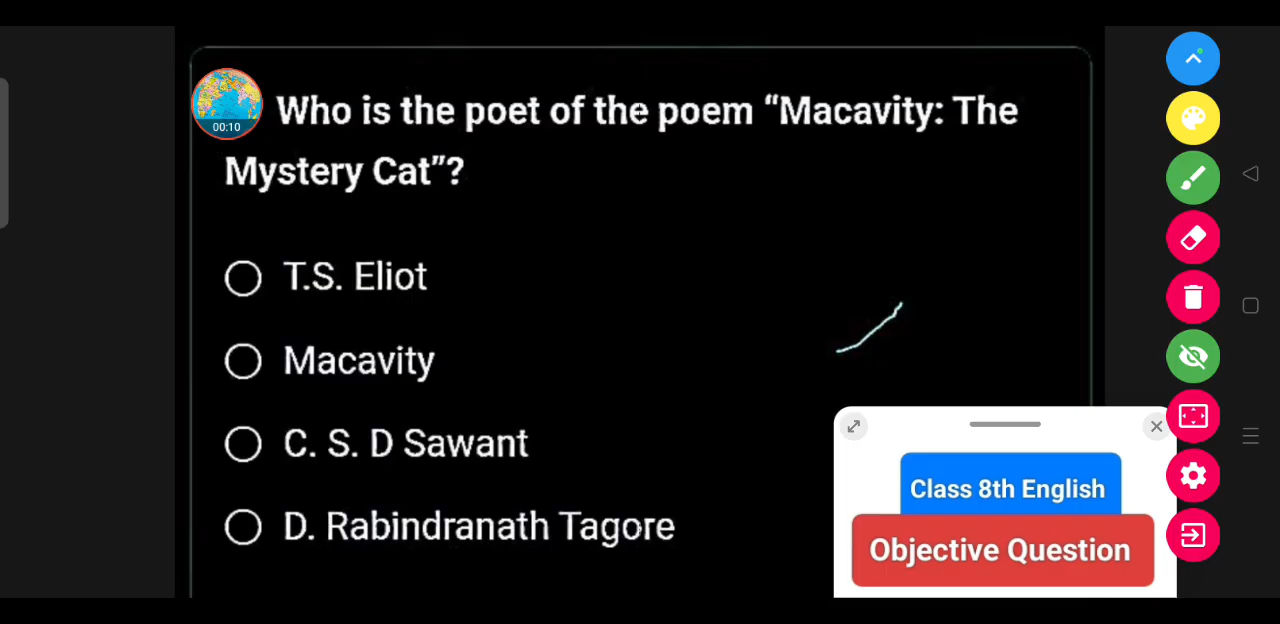 Who is the poet of the poem “Macavity: The
Mystery Cat”?
00:10
T.S. Eliot
Macavity
C. S. D Sawant
D. Rabindranath Tagore
Class 8th English
Objective Question